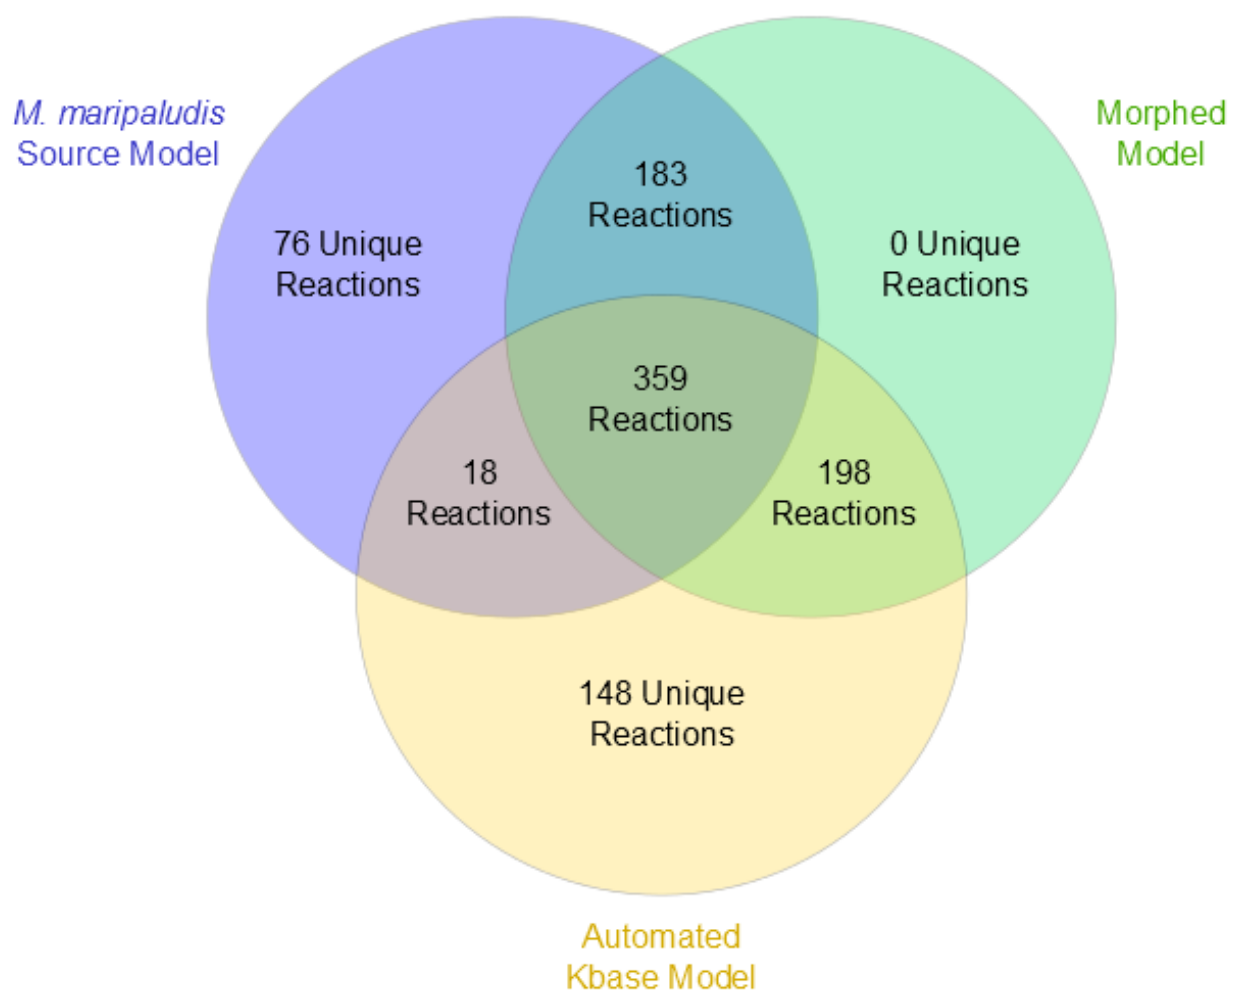 M. maripaludis
Source Model
Morphed
Model
183
Reactions
76 Unique
Reactions
0 Unique
Reactions
359
Reactions
18
Reactions
198
Reactions
148 Unique
Reactions
Automated
Kbase Model